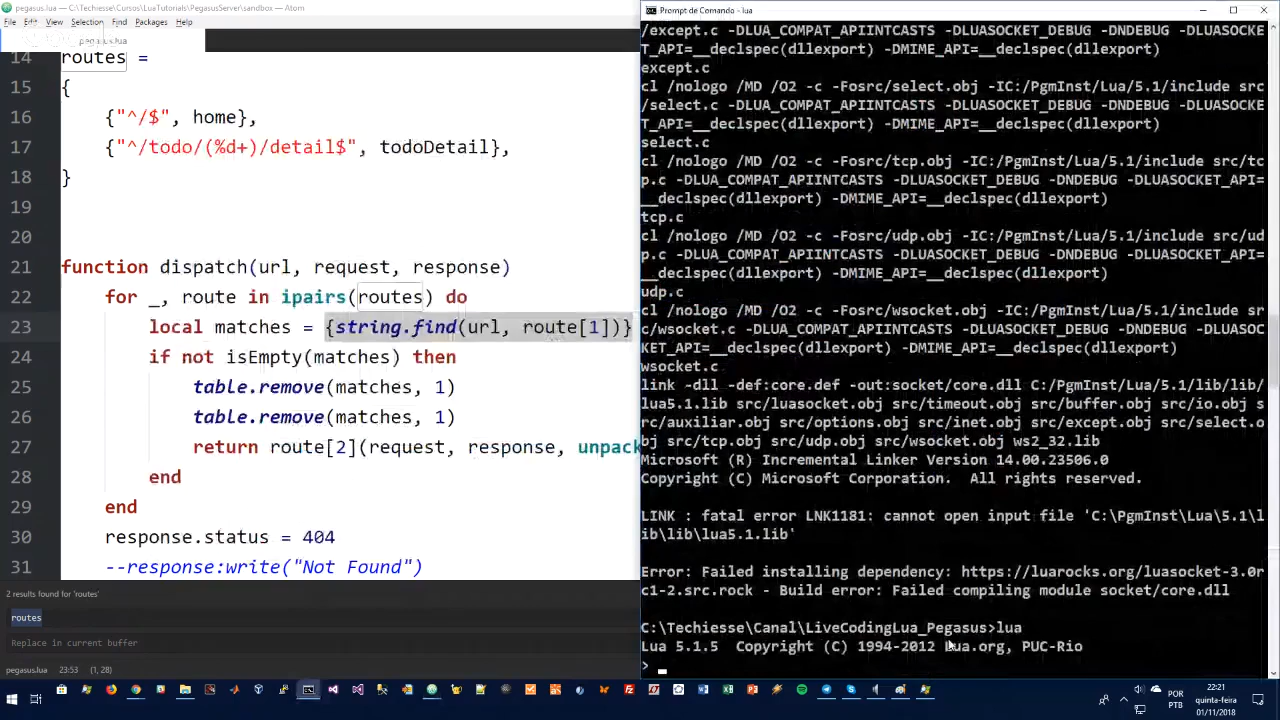 pegasus.lua — C:\Techiesse\Cursos\LuaTutorials\PegasusServer\sandbox — Atom
File Edit View Selection Find Packages Help
pegasus.lua
14 routes =
15 {
16 {"^/$", home},
17 {"^/todo/(%d+)/detail$", todoDetail},
18 }
19
20
21 function dispatch(url, request, response)
22 for _, route in ipairs(routes) do
23 local matches = {string.find(url, route[1])}
24 if not isEmpty(matches) then
25 table.remove(matches, 1)
26 table.remove(matches, 1)
27 return route[2](request, response, unpack
28 end
29 end
30 response.status = 404
31 --response:write("Not Found")
2 results found for 'routes'
routes
Replace in current buffer
pegasus.lua 23:53 (1, 28)
Prompt de Comando - lua
/except.c -DLUA_COMPAT_APIINTCASTS -DLUASOCKET_DEBUG -DNDEBUG -DLUASOCKE
T_API=__declspec(dllexport) -DMIME_API=__declspec(dllexport)
except.c
cl /nologo /MD /O2 -c -Fosrc/select.obj -IC:/PgmInst/Lua/5.1/include src
/select.c -DLUA_COMPAT_APIINTCASTS -DLUASOCKET_DEBUG -DNDEBUG -DLUASOCKE
T_API=__declspec(dllexport) -DMIME_API=__declspec(dllexport)
select.c
cl /nologo /MD /O2 -c -Fosrc/tcp.obj -IC:/PgmInst/Lua/5.1/include src/tc
p.c -DLUA_COMPAT_APIINTCASTS -DLUASOCKET_DEBUG -DNDEBUG -DLUASOCKET_API=
__declspec(dllexport) -DMIME_API=__declspec(dllexport)
tcp.c
cl /nologo /MD /O2 -c -Fosrc/udp.obj -IC:/PgmInst/Lua/5.1/include src/ud
p.c -DLUA_COMPAT_APIINTCASTS -DLUASOCKET_DEBUG -DNDEBUG -DLUASOCKET_API=
__declspec(dllexport) -DMIME_API=__declspec(dllexport)
udp.c
cl /nologo /MD /O2 -c -Fosrc/wsocket.obj -IC:/PgmInst/Lua/5.1/include sr
c/wsocket.c -DLUA_COMPAT_APIINTCASTS -DLUASOCKET_DEBUG -DNDEBUG -DLUASOC
KET_API=__declspec(dllexport) -DMIME_API=__declspec(dllexport)
wsocket.c
link -dll -def:core.def -out:socket/core.dll C:/PgmInst/Lua/5.1/lib/lib/
lua5.1.lib src/luasocket.obj src/timeout.obj src/buffer.obj src/io.obj s
rc/auxiliar.obj src/options.obj src/inet.obj src/except.obj src/select.o
bj src/tcp.obj src/udp.obj src/wsocket.obj ws2_32.lib
Microsoft (R) Incremental Linker Version 14.00.23506.0
Copyright (C) Microsoft Corporation.  All rights reserved.
LINK : fatal error LNK1181: cannot open input file 'C:\PgmInst\Lua\5.1\l
ib\lib\lua5.1.lib'
Error: Failed installing dependency: https://luarocks.org/luasocket-3.0r
c1-2.src.rock - Build error: Failed compiling module socket/core.dll
C:\Techiesse\Canal\LiveCodingLua_Pegasus>lua
Lua 5.1.5  Copyright (C) 1994-2012 Lua.org, PUC-Rio
> _
POR
PTB
22:21
quinta-feira
01/11/2018